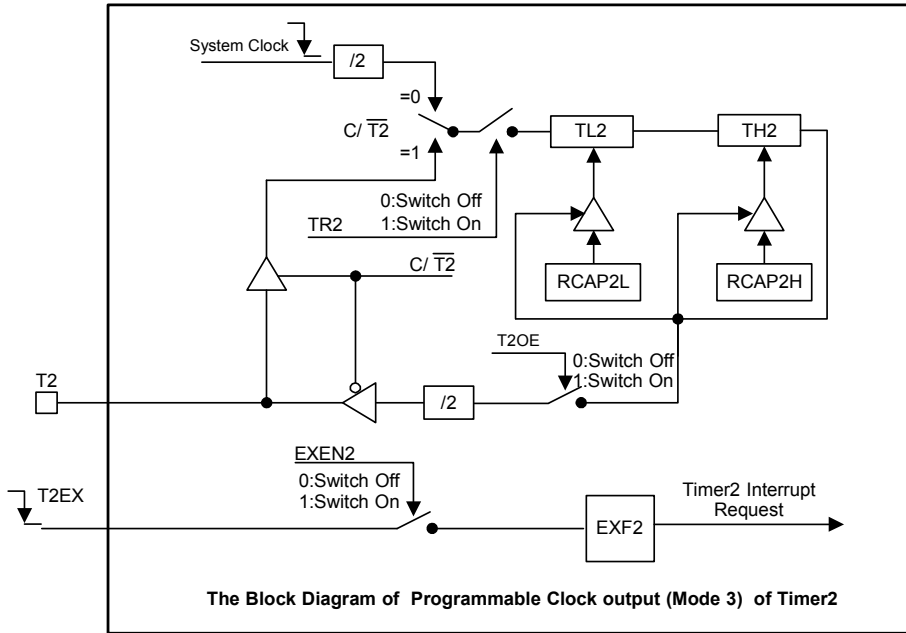 System Clock
/2
=0
C/ T2
=1
TL2
TH2
0:Switch Off
1:Switch On
TR2
C/ T2
RCAP2L
RCAP2H
T2OE
0:Switch Off
1:Switch On
T2
/2
EXEN2
0:Switch Off
1:Switch On
T2EX
EXF2
Timer2 Interrupt
Request
The Block Diagram of Programmable Clock output (Mode 3) of Timer2